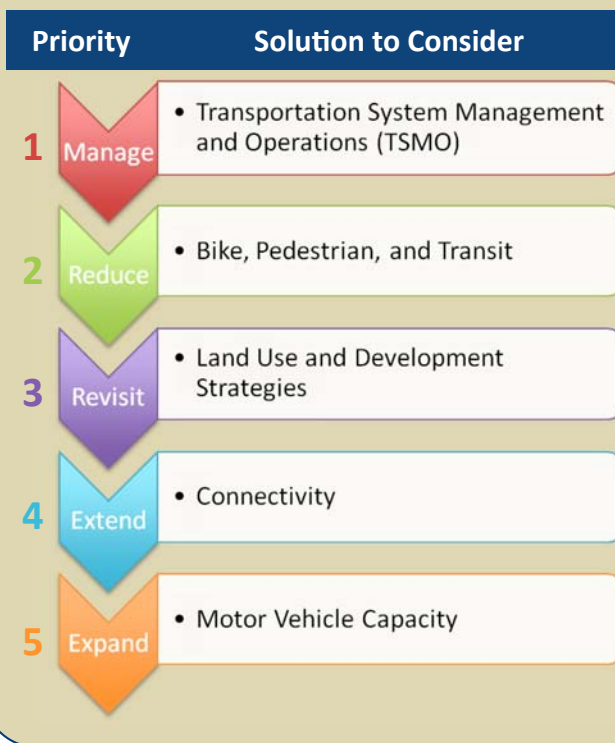 Priority Solution to Consider
1 Manage • Transportation System Management
and Operations (TSMO)
2 Reduce • Bike, Pedestrian, and Transit
3 Revisit • Land Use and Development
Strategies
4 Extend • Connectivity
5 Expand • Motor Vehicle Capacity